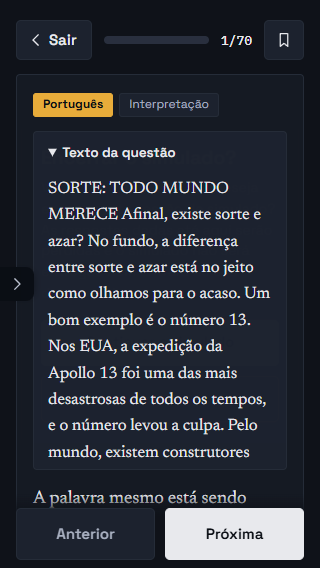 Sair
1/70
Português
Interpretação
Texto da questão
SORTE: TODO MUNDO
MERECE Afinal, existe sorte e
azar? No fundo, a diferença
entre sorte e azar está no jeito
como olhamos para o acaso. Um
bom exemplo é o número 13.
Nos EUA, a expedição da
Apollo 13 foi uma das mais
desastrosas de todos os tempos,
e o número levou a culpa. Pelo
mundo, existem construtores
A palavra mesmo está sendo
Anterior
Próxima